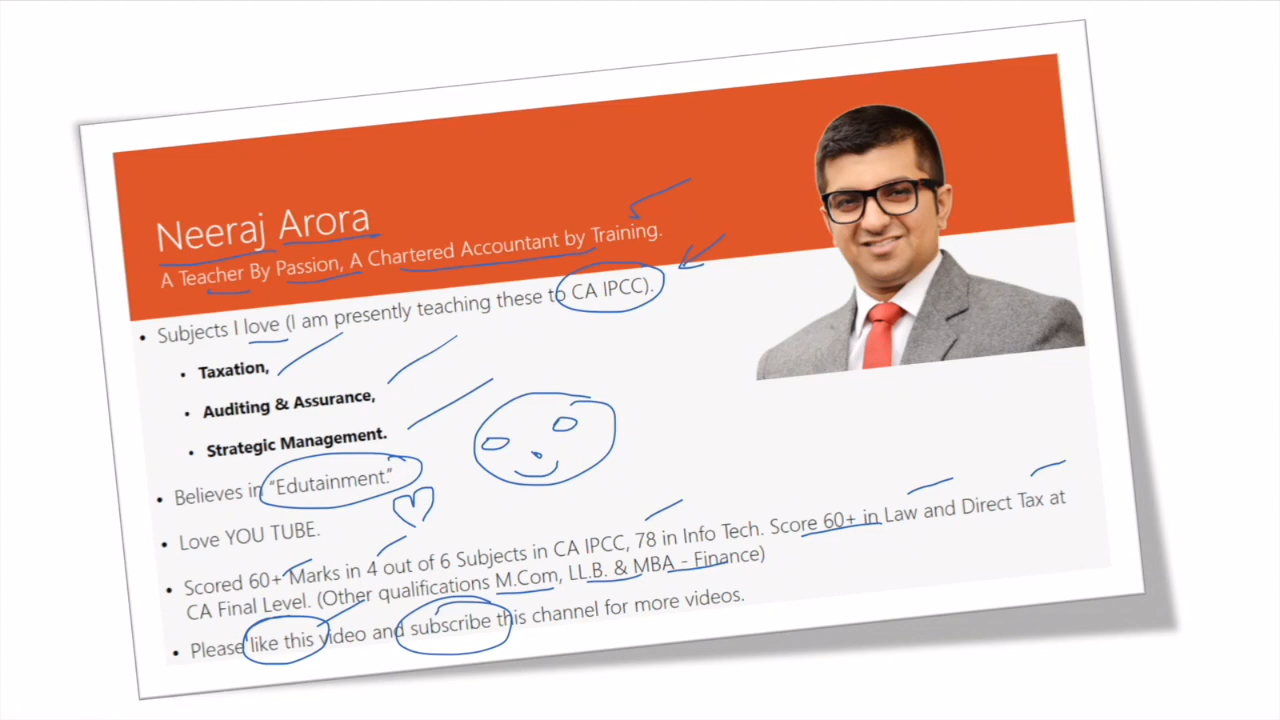 Neeraj Arora
A Teacher By Passion, A Chartered Accountant by Training.
• Subjects I love (I am presently teaching these to CA IPCC).
• Taxation,
• Auditing & Assurance,
• Strategic Management.
• Believes in “Edutainment.”
• Love YOU TUBE.
• Scored 60+ Marks in 4 out of 6 Subjects in CA IPCC, 78 in Info Tech. Score 60+ in Law and Direct Tax at
CA Final Level. (Other qualifications M.Com, LL.B. & MBA - Finance)
• Please like this video and subscribe this channel for more videos.